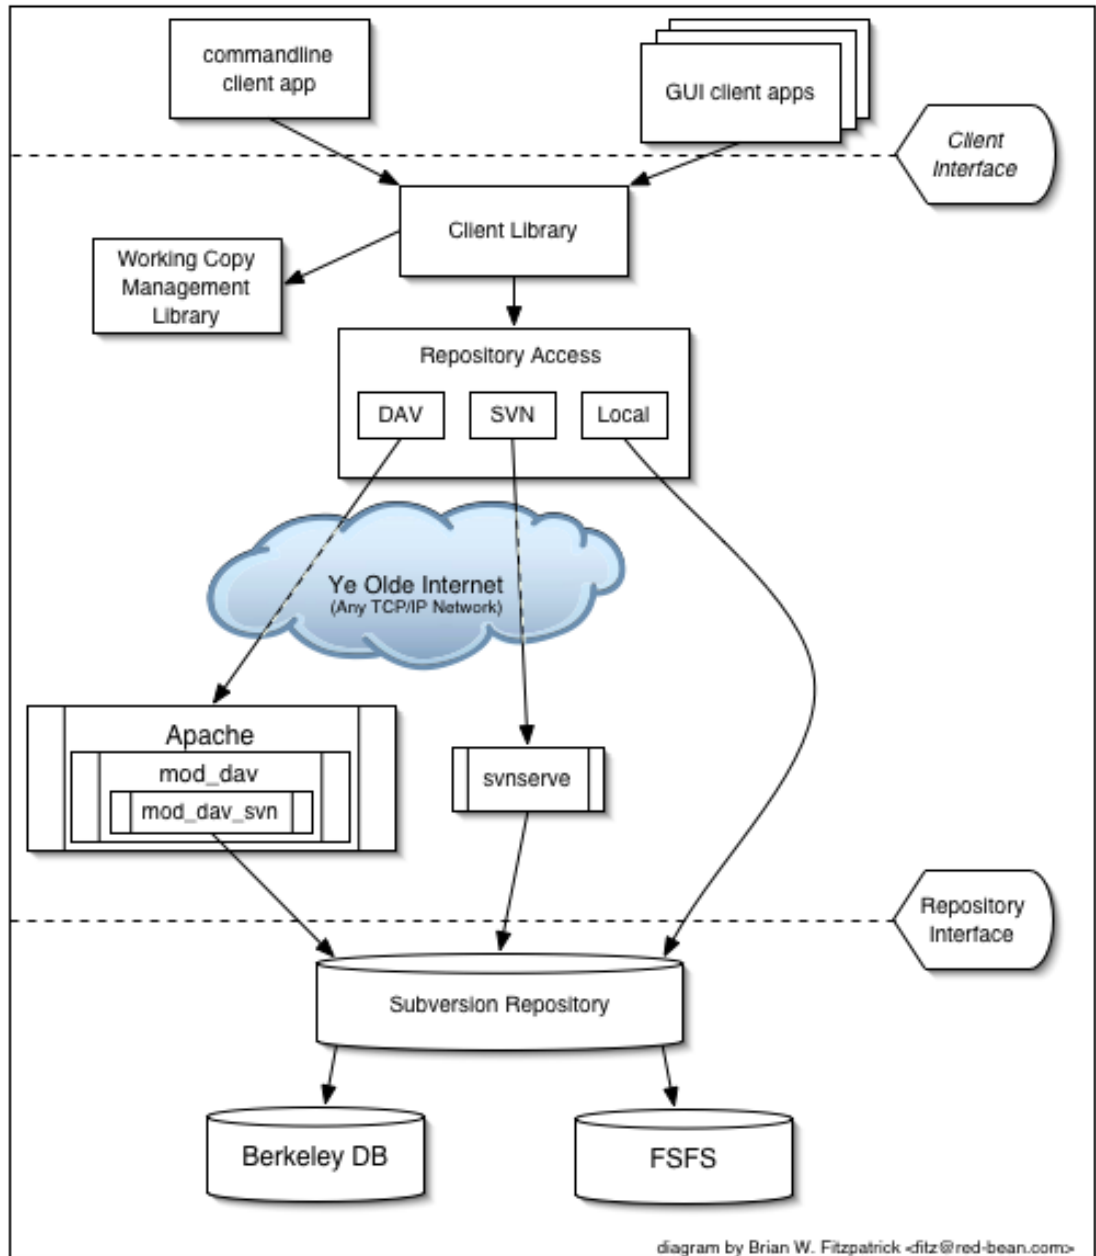 commandline
client app
GUI client apps
Client
Interface
Client Library
Working Copy
Management
Library
Repository Access
DAV
SVN
Local
Ye Olde Internet
(Any TCP/IP Network)
Apache
mod_dav
mod_dav_svn
svnserve
Repository
Interface
Subversion Repository
Berkeley DB
FSFS
diagram by Brian W. Fitzpatrick <fitz@red-bean.com>